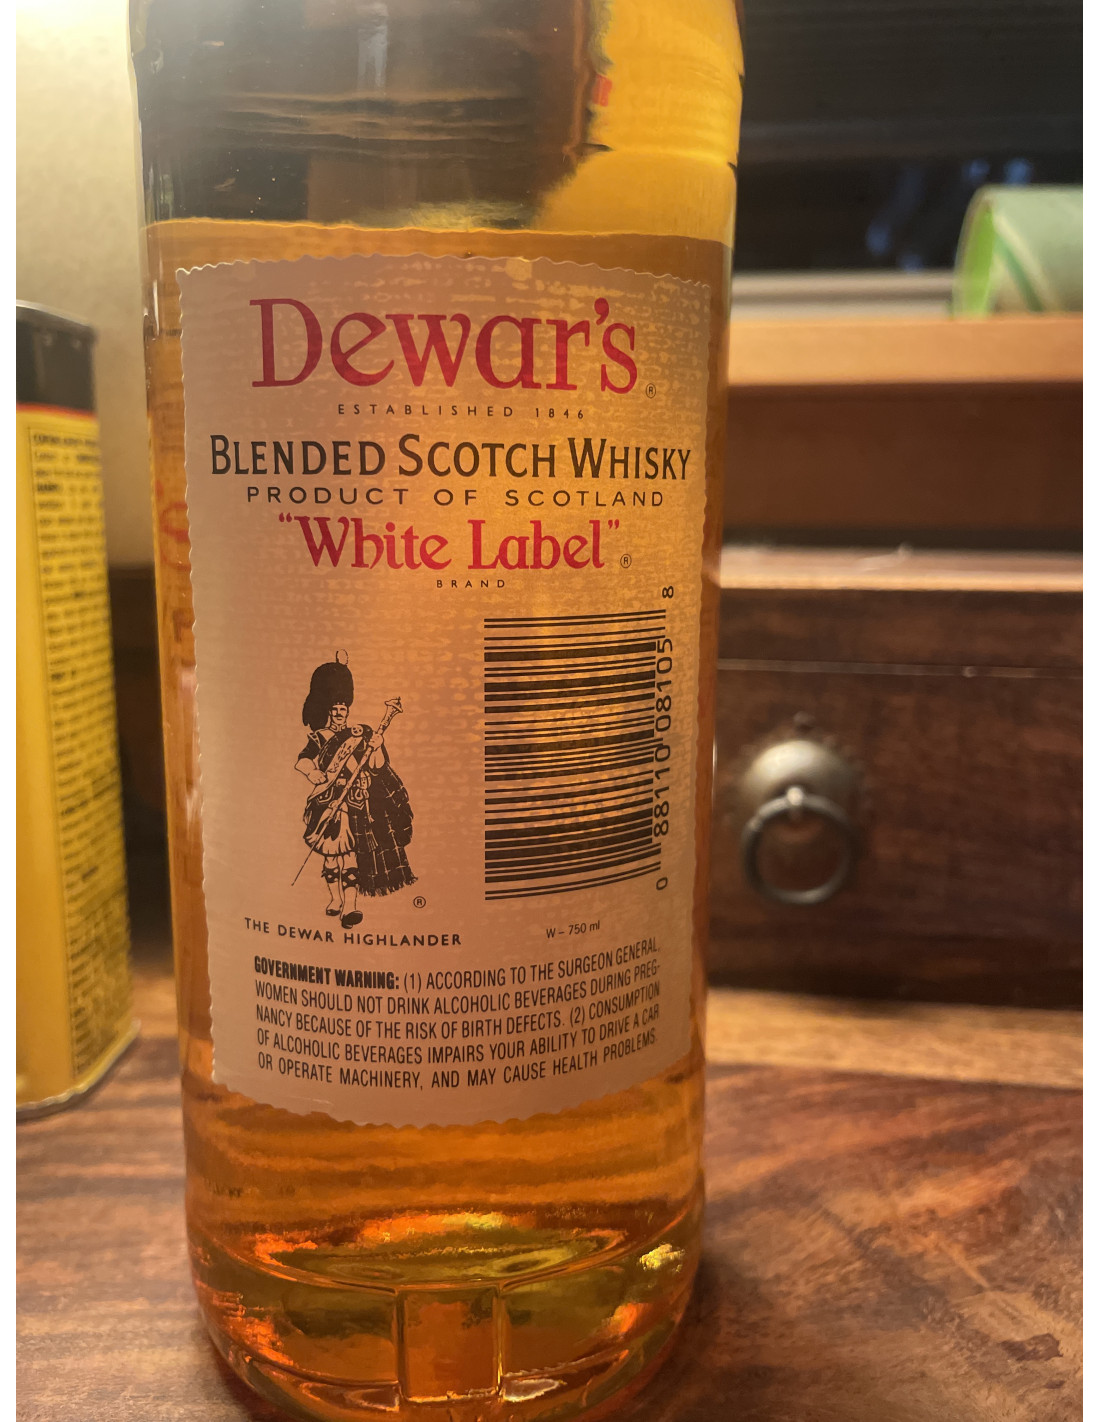 Dewar's ®
ESTABLISHED 1846
BLENDED SCOTCH WHISKY
PRODUCT OF SCOTLAND
"White Label" ®
BRAND
0 88110 08105 8
®
THE DEWAR HIGHLANDER
W – 750 ml
GOVERNMENT WARNING: (1) ACCORDING TO THE SURGEON GENERAL,
WOMEN SHOULD NOT DRINK ALCOHOLIC BEVERAGES DURING PREG-
NANCY BECAUSE OF THE RISK OF BIRTH DEFECTS. (2) CONSUMPTION
OF ALCOHOLIC BEVERAGES IMPAIRS YOUR ABILITY TO DRIVE A CAR
OR OPERATE MACHINERY, AND MAY CAUSE HEALTH PROBLEMS.